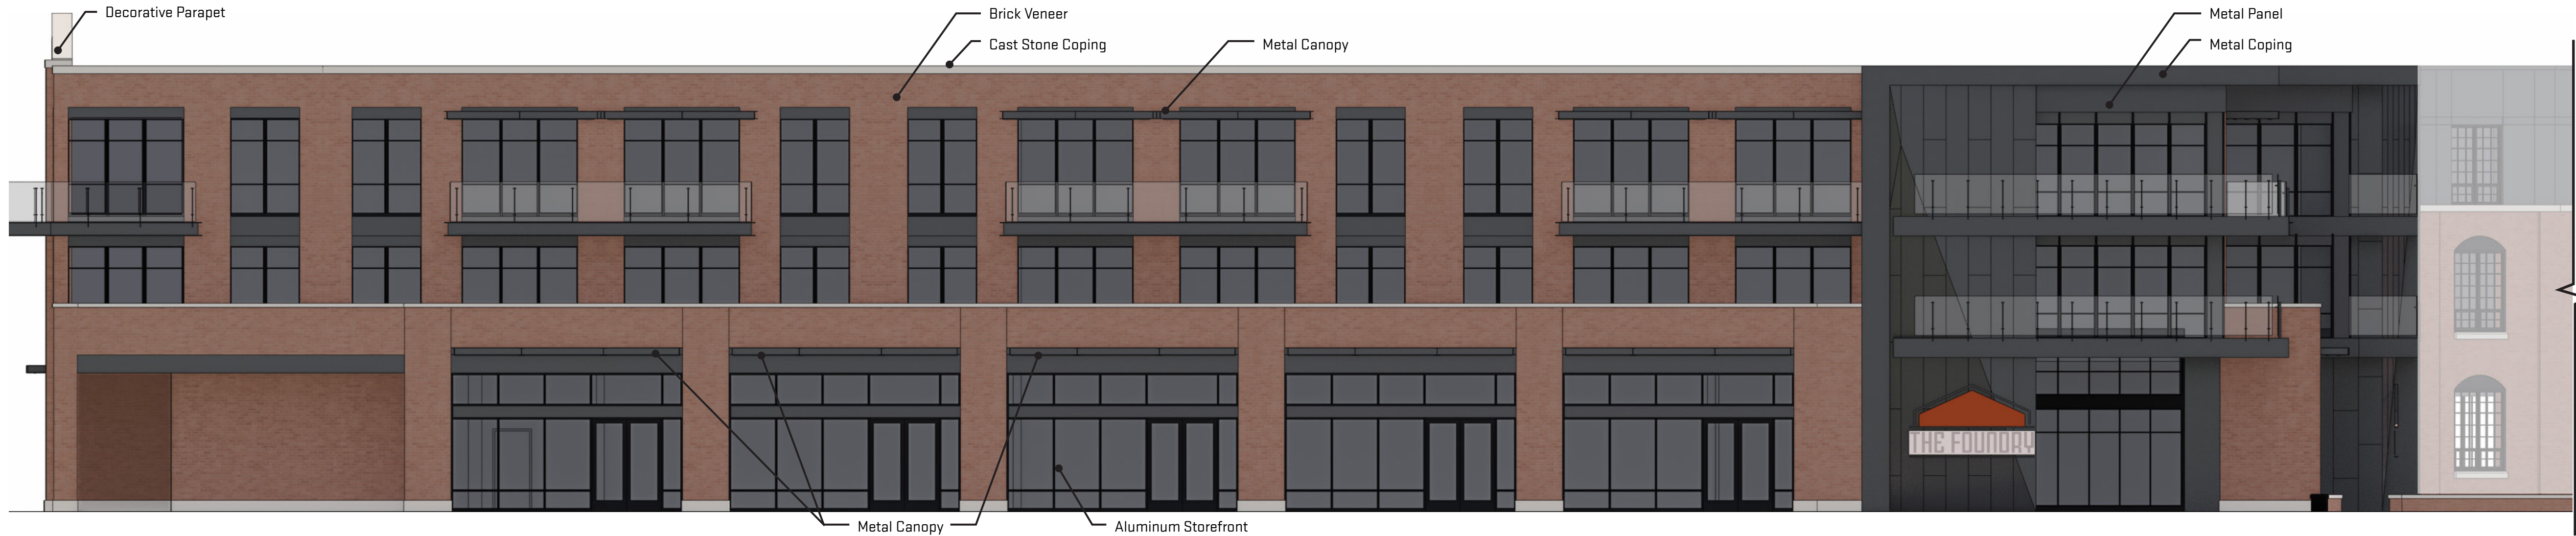 Decorative Parapet
Brick Veneer
Cast Stone Coping
Metal Canopy
Metal Panel
Metal Coping
THE FOUNDRY
Metal Canopy
Aluminum Storefront